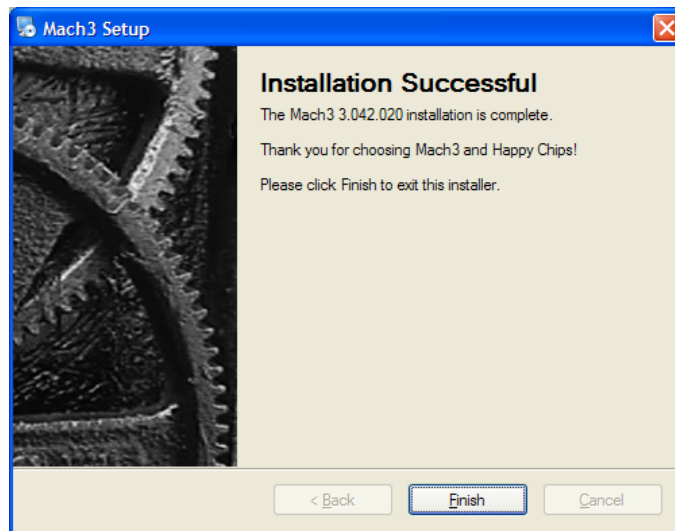 Mach3 Setup
Installation Successful
The Mach3 3.042.020 installation is complete.
Thank you for choosing Mach3 and Happy Chips!
Please click Finish to exit this installer.
< Back
Finish
Cancel